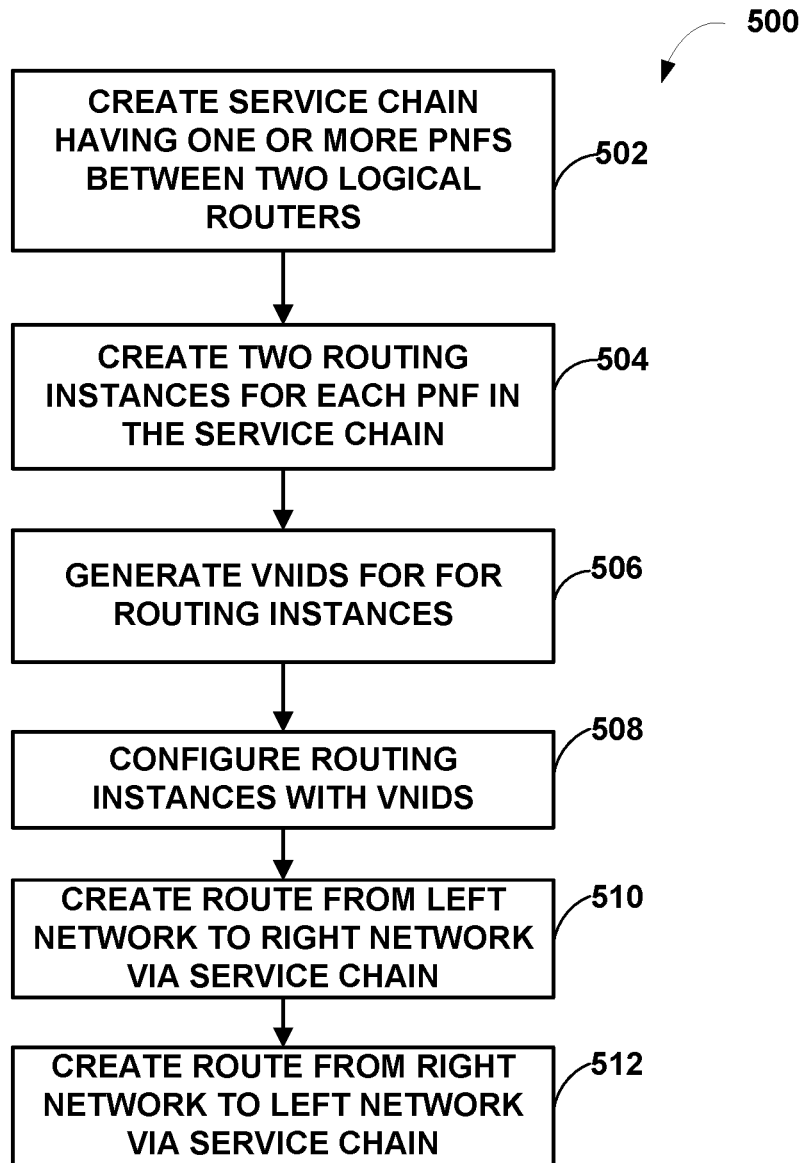 500
CREATE SERVICE CHAIN
HAVING ONE OR MORE PNFS
BETWEEN TWO LOGICAL
ROUTERS
502
CREATE TWO ROUTING
INSTANCES FOR EACH PNF IN
THE SERVICE CHAIN
504
GENERATE VNIDS FOR FOR
ROUTING INSTANCES
506
CONFIGURE ROUTING
INSTANCES WITH VNIDS
508
CREATE ROUTE FROM LEFT
NETWORK TO RIGHT NETWORK
VIA SERVICE CHAIN
510
CREATE ROUTE FROM RIGHT
NETWORK TO LEFT NETWORK
VIA SERVICE CHAIN
512